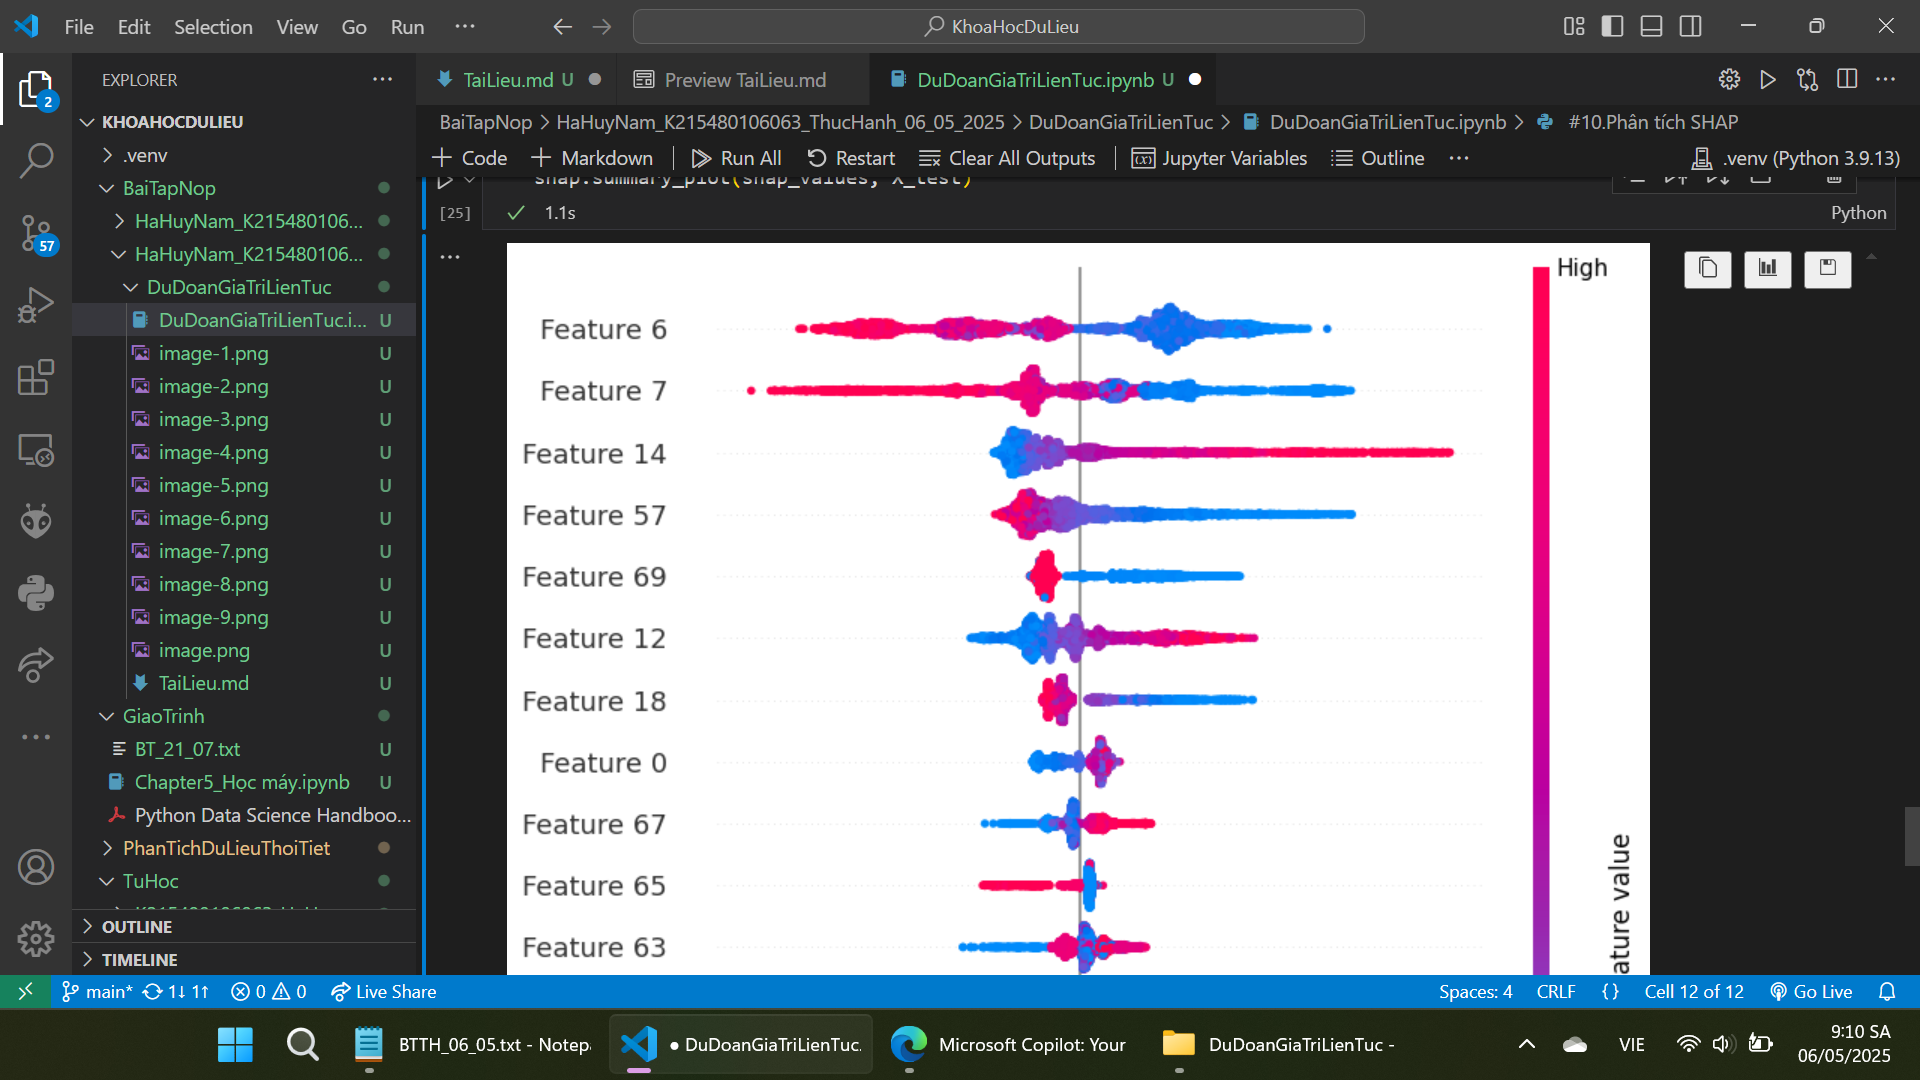 File Edit Selection View Go Run ···
KhoaHocDuLieu
EXPLORER
TaiLieu.md U
Preview TaiLieu.md
DuDoanGiaTriLienTuc.ipynb U
BaiTapNop > HaHuyNam_K215480106063_ThucHanh_06_05_2025 > DuDoanGiaTriLienTuc > DuDoanGiaTriLienTuc.ipynb > #10.Phân tích SHAP
+ Code + Markdown Run All Restart Clear All Outputs Jupyter Variables Outline ··· .venv (Python 3.9.13)
2
57
KHOAHOCDULIEU
.venv
BaiTapNop
HaHuyNam_K215480106...
HaHuyNam_K215480106...
DuDoanGiaTriLienTuc
DuDoanGiaTriLienTuc.i... U
image-1.png U
image-2.png U
image-3.png U
image-4.png U
image-5.png U
image-6.png U
image-7.png U
image-8.png U
image-9.png U
image.png U
TaiLieu.md U
GiaoTrinh
BT_21_07.txt U
Chapter5_Học máy.ipynb U
Python Data Science Handboo...
PhanTichDuLieuThoiTiet
TuHoc
OUTLINE
TIMELINE
shap.summary_plot(shap_values, X_test)
[25] 1.1s Python
High
Feature 6
Feature 7
Feature 14
Feature 57
Feature 69
Feature 12
Feature 18
Feature 0
Feature 67
Feature 65
Feature 63
ature value
main* 1↓ 1↑ 0 0 Live Share
Spaces: 4 CRLF {} Cell 12 of 12 Go Live
BTTH_06_05.txt - Notepa
● DuDoanGiaTriLienTuc.
Microsoft Copilot: Your
DuDoanGiaTriLienTuc -
VIE
9:10 SA
06/05/2025